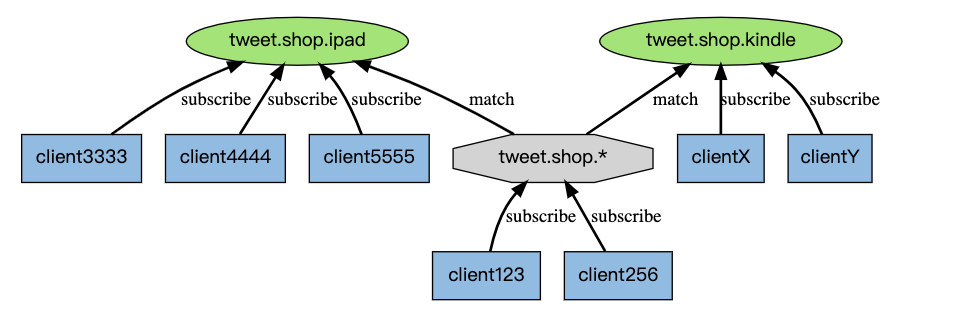 tweet.shop.ipad
tweet.shop.kindle
subscribe
subscribe
subscribe
match
match
subscribe
subscribe
client3333
client4444
client5555
tweet.shop.*
clientX
clientY
subscribe
subscribe
client123
client256